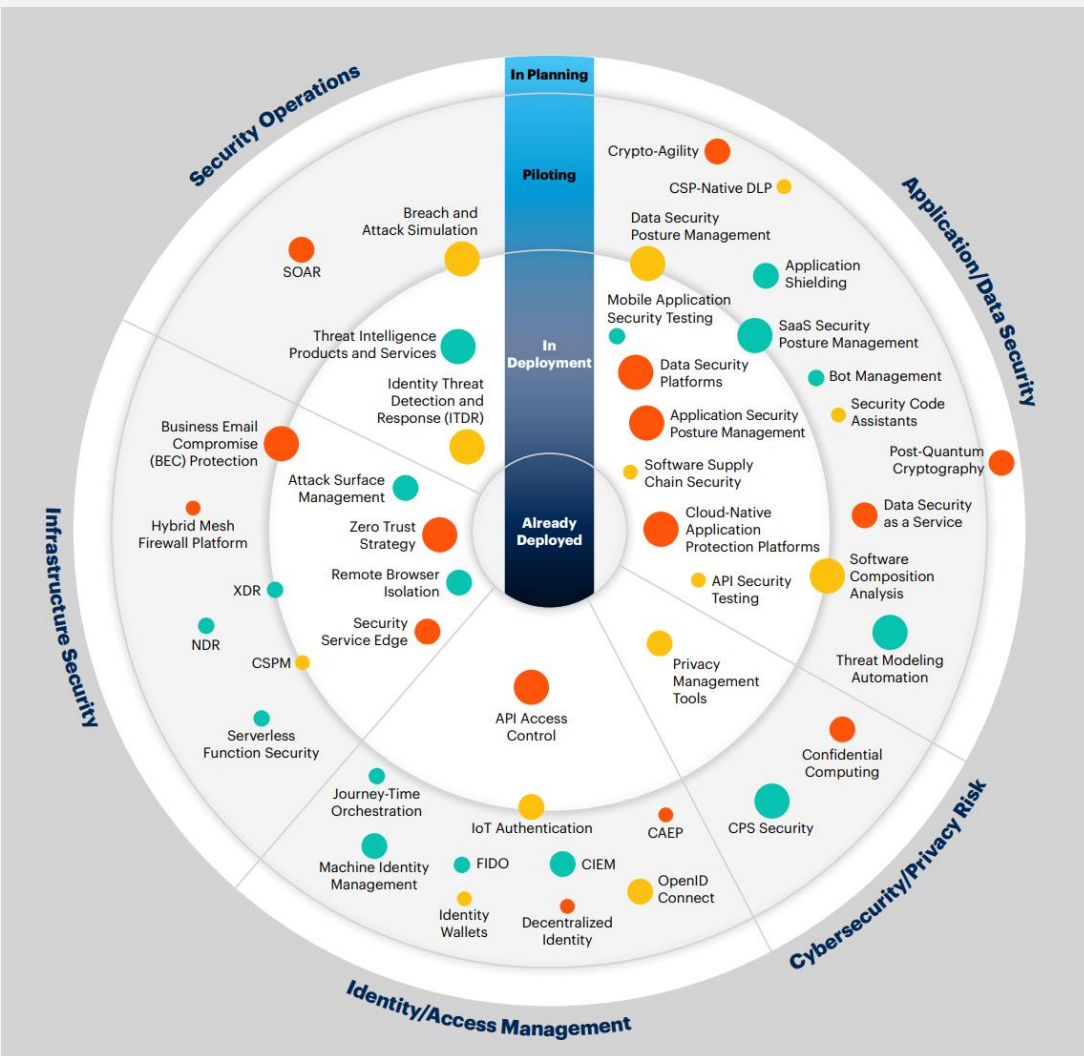 Security Operations
Application/Data Security
Cybersecurity/Privacy Risk
Identity/Access Management
Infrastructure Security
In Planning
Piloting
In
Deployment
Already
Deployed
Breach and
Attack Simulation
SOAR
Threat Intelligence
Products and Services
Identity Threat
Detection and
Response (ITDR)
Crypto-Agility
CSP-Native DLP
Data Security
Posture Management
Application
Shielding
Mobile Application
Security Testing
SaaS Security
Posture Management
Data Security
Platforms
Bot Management
Security Code
Assistants
Application Security
Posture Management
Post-Quantum
Cryptography
Software Supply
Chain Security
Data Security
as a Service
Cloud-Native
Application
Protection Platforms
Software
Composition
Analysis
API Security
Testing
Threat Modeling
Automation
Privacy
Management
Tools
Confidential
Computing
CPS Security
API Access
Control
IoT Authentication
CAEP
Journey-Time
Orchestration
Machine Identity
Management
FIDO
CIEM
OpenID
Connect
Identity
Wallets
Decentralized
Identity
Business Email
Compromise
(BEC) Protection
Attack Surface
Management
Hybrid Mesh
Firewall Platform
Zero Trust
Strategy
XDR
Remote Browser
Isolation
NDR
Security
Service Edge
CSPM
Serverless
Function Security